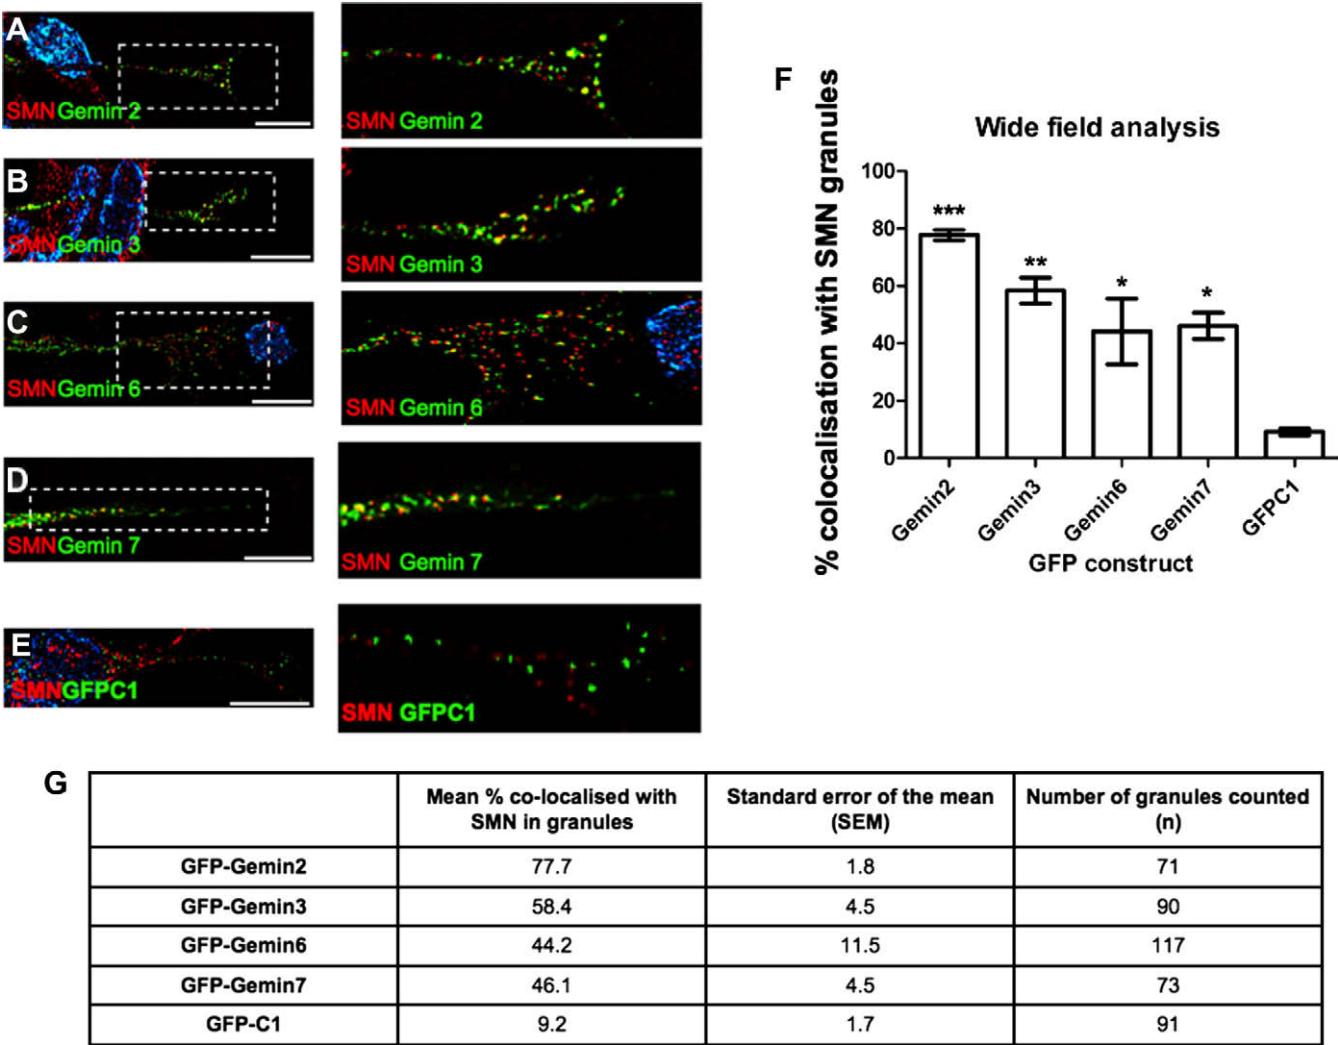 A
SMN Gemin 2
SMN Gemin 2
B
SMN Gemin 3
SMN Gemin 3
C
SMN Gemin 6
SMN Gemin 6
D
SMN Gemin 7
SMN Gemin 7
E
SMN GFPC1
SMN GFPC1
F
Wide field analysis
% colocalisation with SMN granules
100
80
60
40
20
0
***
**
*
*
Gemin2
Gemin3
Gemin6
Gemin7
GFPC1
GFP construct
G
Mean % co-localised with SMN in granules
Standard error of the mean (SEM)
Number of granules counted (n)
GFP-Gemin2 77.7 1.8 71
GFP-Gemin3 58.4 4.5 90
GFP-Gemin6 44.2 11.5 117
GFP-Gemin7 46.1 4.5 73
GFP-C1 9.2 1.7 91